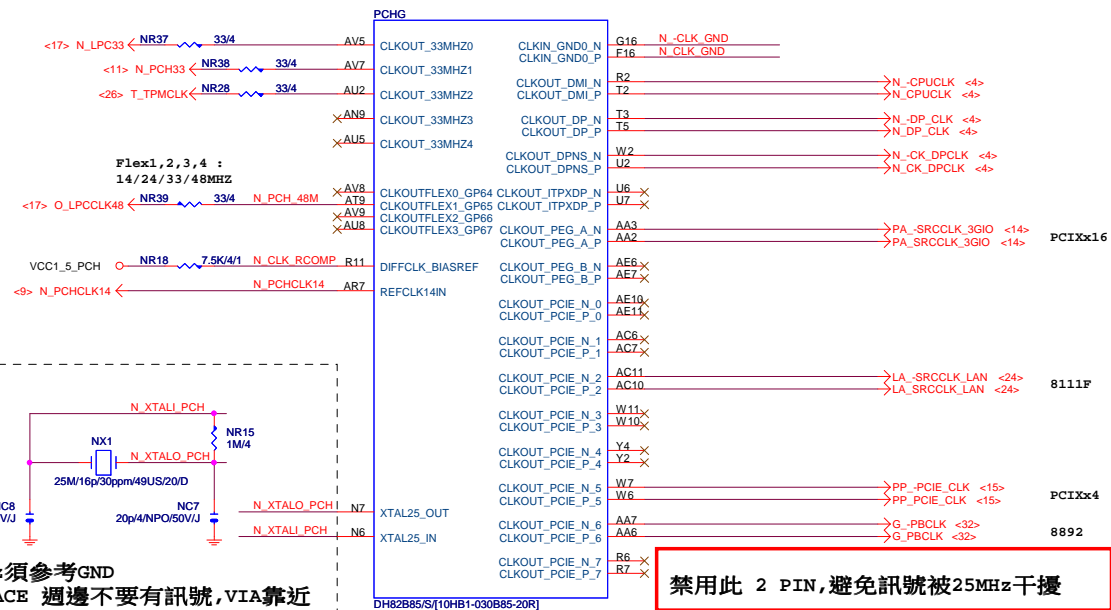 PCHG
<17> N_LPC33 NR37 33/4 AV5 CLKOUT_33MHZ0
<11> N_PCH33 NR38 33/4 AV7 CLKOUT_33MHZ1
<26> T_TPMCLK NR28 33/4 AU2 CLKOUT_33MHZ2
AN9 CLKOUT_33MHZ3
AU5 CLKOUT_33MHZ4
Flex1,2,3,4 :
14/24/33/48MHZ
AV8 CLKOUTFLEX0_GP64
<17> O_LPCCLK48 NR39 33/4 N_PCH_48M AT9 CLKOUTFLEX1_GP65
AV9 CLKOUTFLEX2_GP66
AU8 CLKOUTFLEX3_GP67
VCC1_5_PCH NR18 7.5K/4/1 N_CLK_RCOMP R11 DIFFCLK_BIASREF
<9> N_PCHCLK14 N_PCHCLK14 AR7 REFCLK14IN
CLKIN_GND0_N G16 N_-CLK_GND
CLKIN_GND0_P F16 N_CLK_GND
CLKOUT_DMI_N R2 N_-CPUCLK <4>
CLKOUT_DMI_P T2 N_CPUCLK <4>
CLKOUT_DP_N T3 N_-DP_CLK <4>
CLKOUT_DP_P T5 N_DP_CLK <4>
CLKOUT_DPNS_N W2 N_-CK_DPCLK <4>
CLKOUT_DPNS_P U2 N_CK_DPCLK <4>
CLKOUT_ITPXDP_N U6
CLKOUT_ITPXDP_P U7
CLKOUT_PEG_A_N AA3 PA_-SRCCLK_3GIO <14>
CLKOUT_PEG_A_P AA2 PA_SRCCLK_3GIO <14>
PCIXx16
CLKOUT_PEG_B_N AE6
CLKOUT_PEG_B_P AE7
CLKOUT_PCIE_N_0 AE10
CLKOUT_PCIE_P_0 AE11
CLKOUT_PCIE_N_1 AC6
CLKOUT_PCIE_P_1 AC7
CLKOUT_PCIE_N_2 AC11 LA_-SRCCLK_LAN <24>
CLKOUT_PCIE_P_2 AC10 LA_SRCCLK_LAN <24>
8111F
CLKOUT_PCIE_N_3 W11
CLKOUT_PCIE_P_3 W10
CLKOUT_PCIE_N_4 Y4
CLKOUT_PCIE_P_4 Y2
CLKOUT_PCIE_N_5 W7 PP_-PCIE_CLK <15>
CLKOUT_PCIE_P_5 W6 PP_PCIE_CLK <15>
PCIXx4
CLKOUT_PCIE_N_6 AA7 G_-PBCLK <32>
CLKOUT_PCIE_P_6 AA6 G_PBCLK <32>
8892
CLKOUT_PCIE_N_7 R6
CLKOUT_PCIE_P_7 R7
N_XTALI_PCH
NR15
1M/4
NX1
N_XTALO_PCH
25M/16p/30ppm/49US/20/D
C8
V/J
NC7
20p/4/NPO/50V/J
N_XTALO_PCH N7 XTAL25_OUT
N_XTALI_PCH N6 XTAL25_IN
須參考GND
ACE 週邊不要有訊號,VIA靠近
禁用此 2 PIN,避免訊號被25MHz干擾
DH82B85/S/[10HB1-030B85-20R]